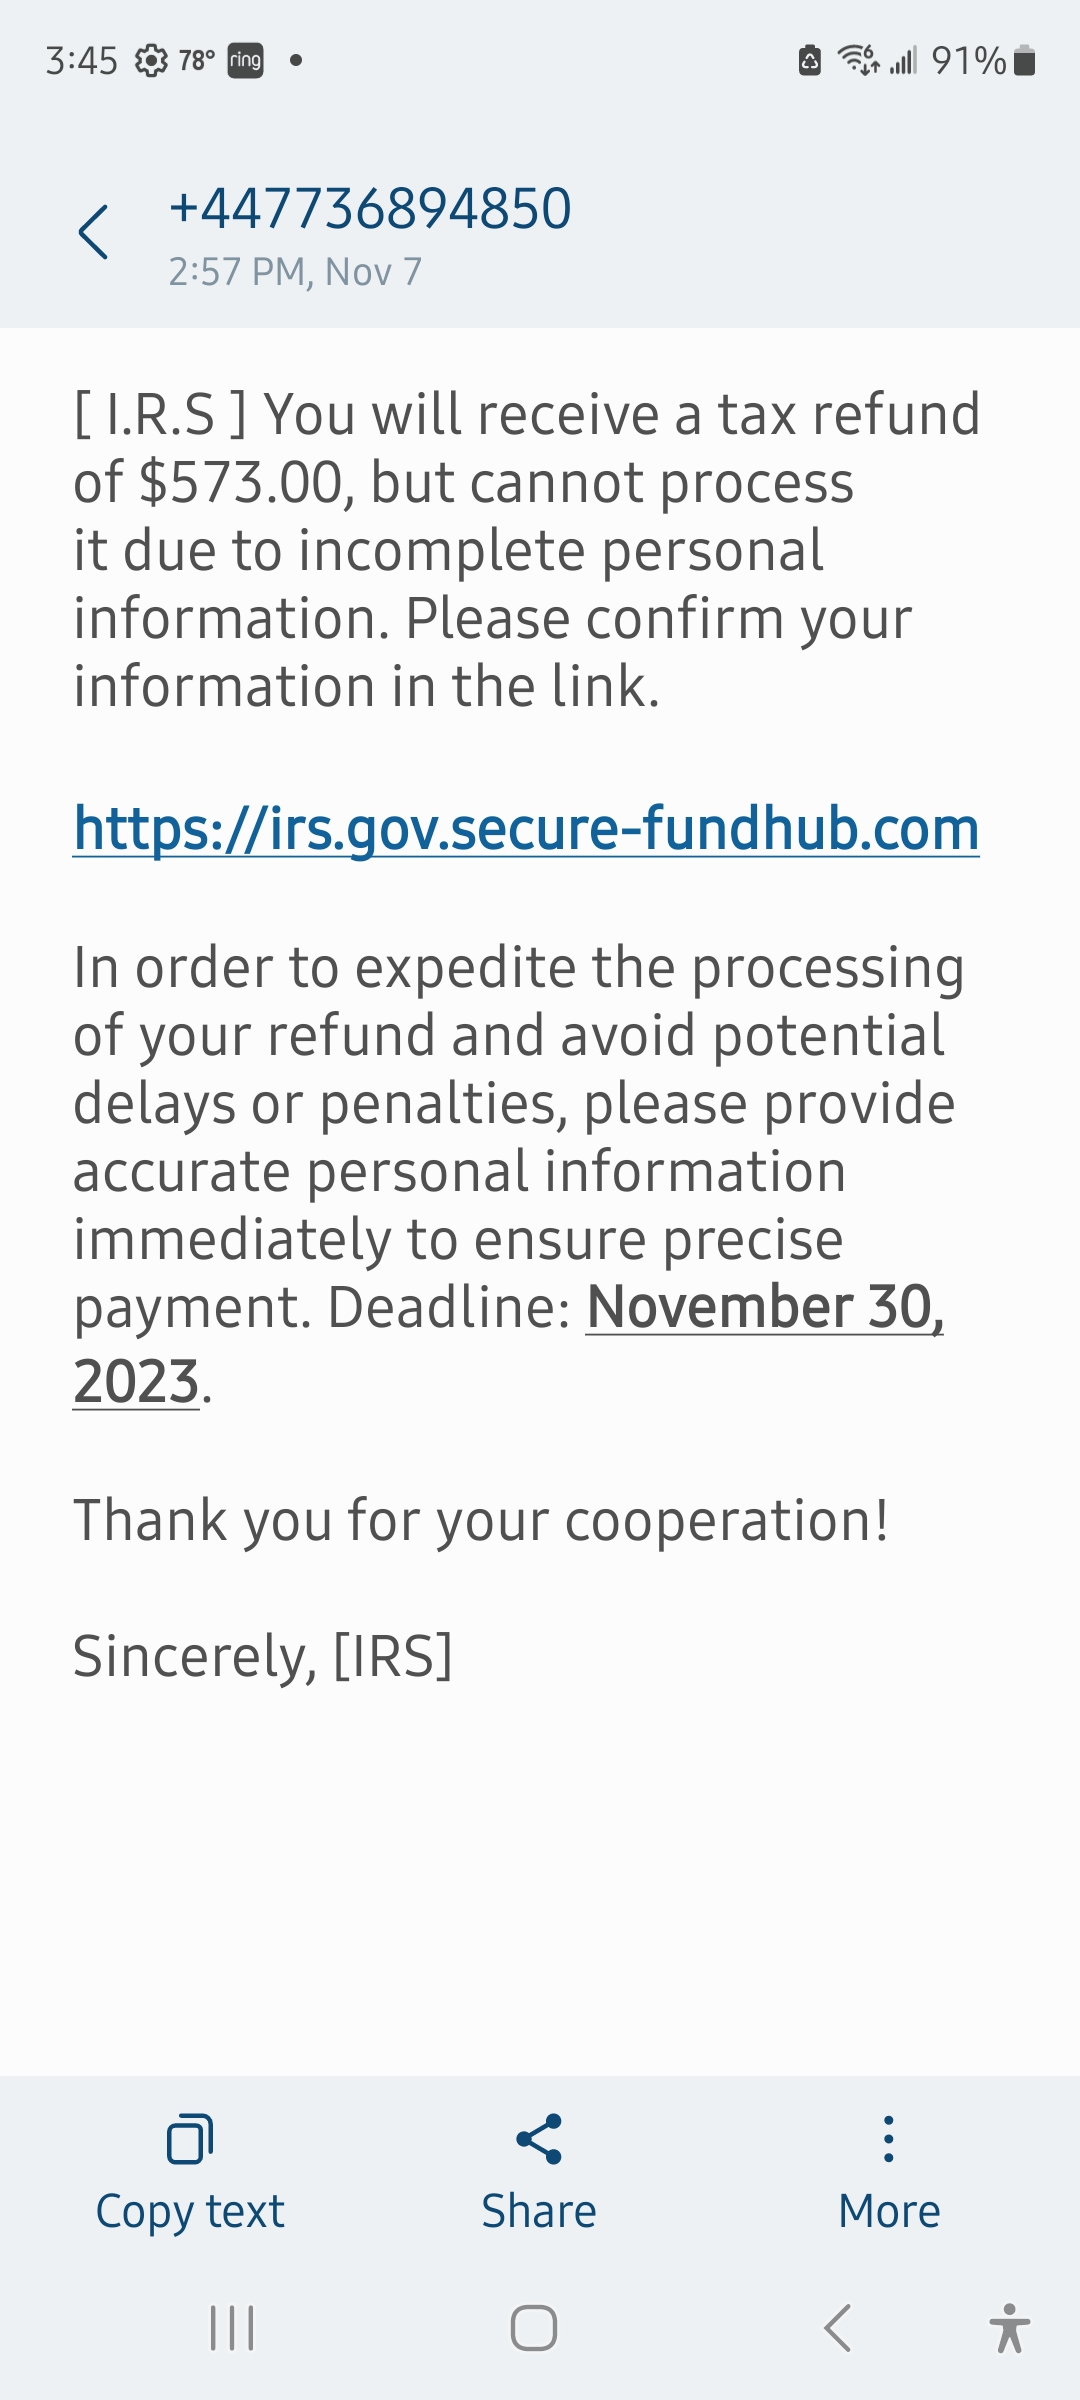 3:45 78° ring 6 91%
+447736894850
2:57 PM, Nov 7
[ I.R.S ] You will receive a tax refund
of $573.00, but cannot process
it due to incomplete personal
information. Please confirm your
information in the link.
https://irs.gov.secure-fundhub.com
In order to expedite the processing
of your refund and avoid potential
delays or penalties, please provide
accurate personal information
immediately to ensure precise
payment. Deadline: November 30,
2023.
Thank you for your cooperation!
Sincerely, [IRS]
Copy text Share More